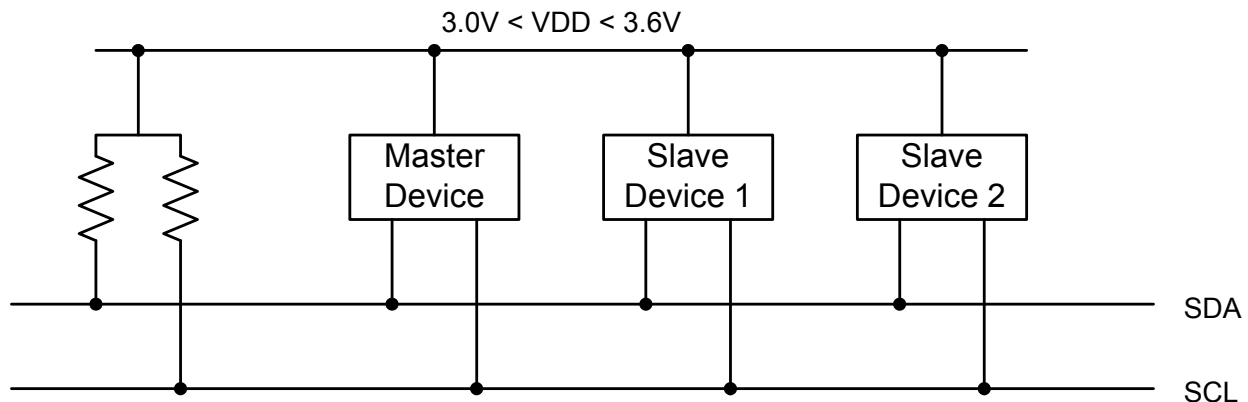 3.0V < VDD < 3.6V
Master
Device
Slave
Device 1
Slave
Device 2
SDA
SCL